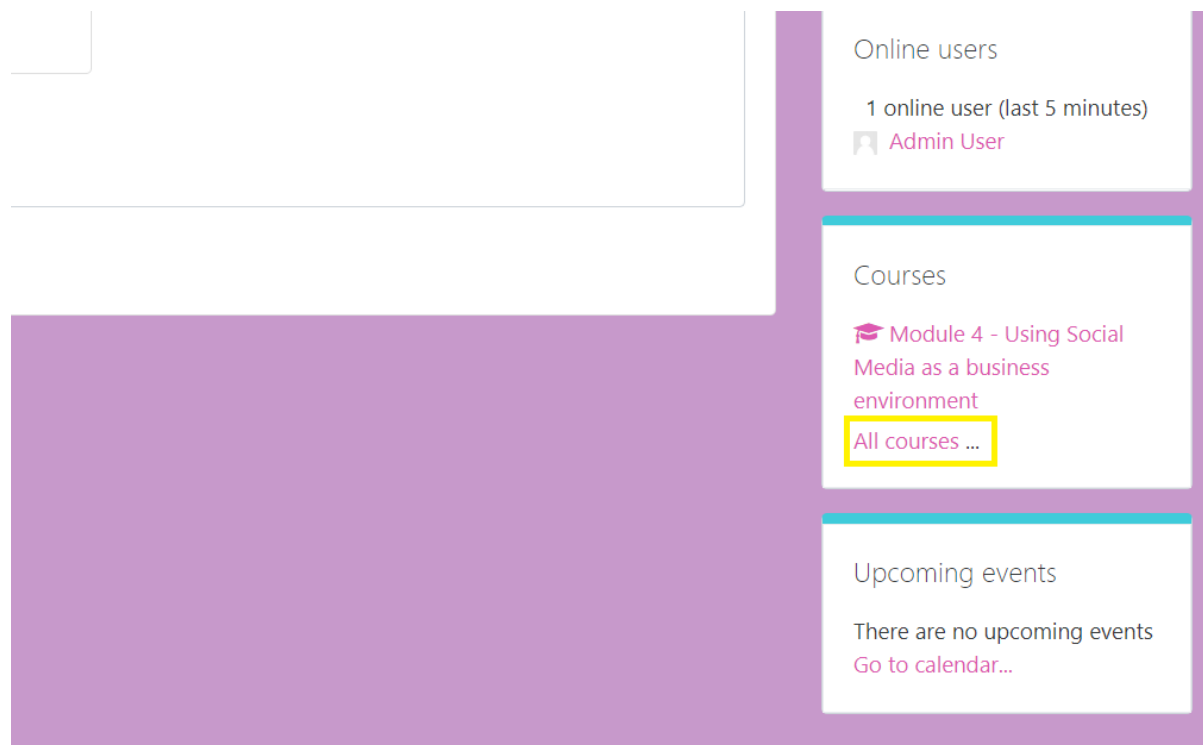 Online users
1 online user (last 5 minutes)
Admin User
Courses
Module 4 - Using Social
Media as a business
environment
All courses ...
Upcoming events
There are no upcoming events
Go to calendar...